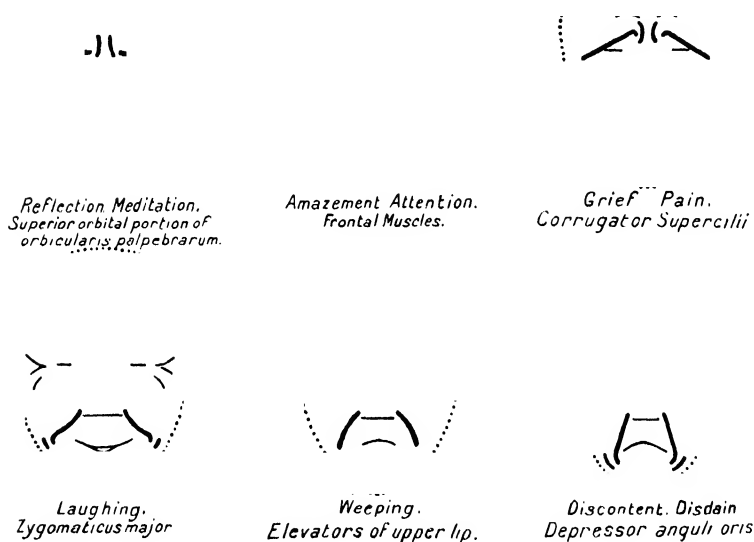 Reflection. Meditation.
Superior orbital portion of
orbicularis palpebrarum.
Amazement Attention.
Frontal Muscles.
Grief Pain.
Corrugator Supercilii
Laughing.
Zygomaticus major
Weeping.
Elevators of upper lip.
Discontent. Disdain
Depressor anguli oris